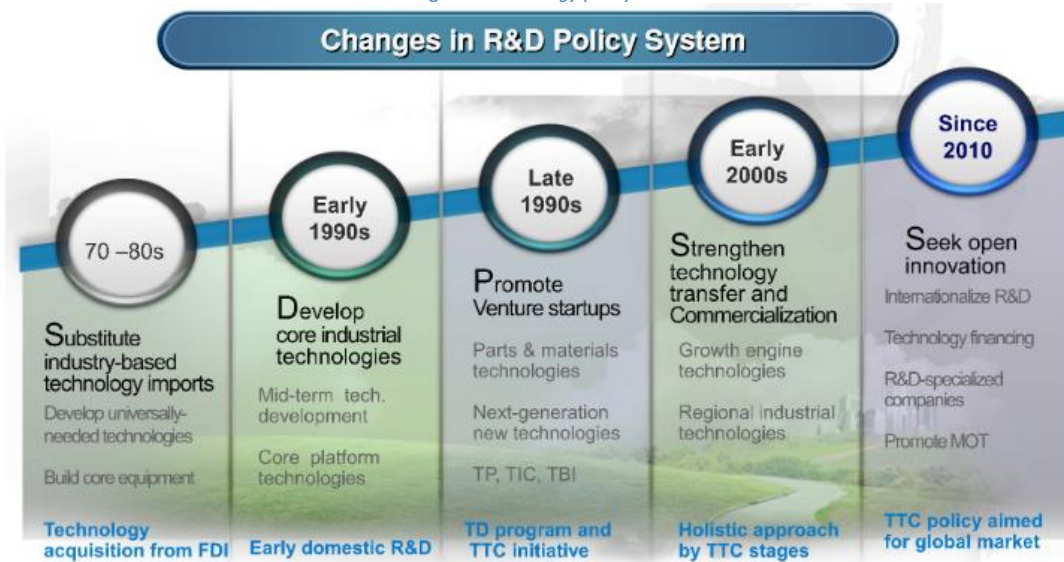 Changes in R&D Policy System
70 –80s
Substitute
industry-based
technology imports
Develop universally-
needed technologies
Build core equipment
Technology
acquisition from FDI
Early
1990s
Develop
core industrial
technologies
Mid-term tech.
development
Core platform
technologies
Early domestic R&D
Late
1990s
Promote
Venture startups
Parts & materials
technologies
Next-generation
new technologies
TP, TIC, TBI
TD program and
TTC initiative
Early
2000s
Strengthen
technology
transfer and
Commercialization
Growth engine
technologies
Regional industrial
technologies
Holistic approach
by TTC stages
Since
2010
Seek open
innovation
Internationalize R&D
Technology financing
R&D-specialized
companies
Promote MOT
TTC policy aimed
for global market